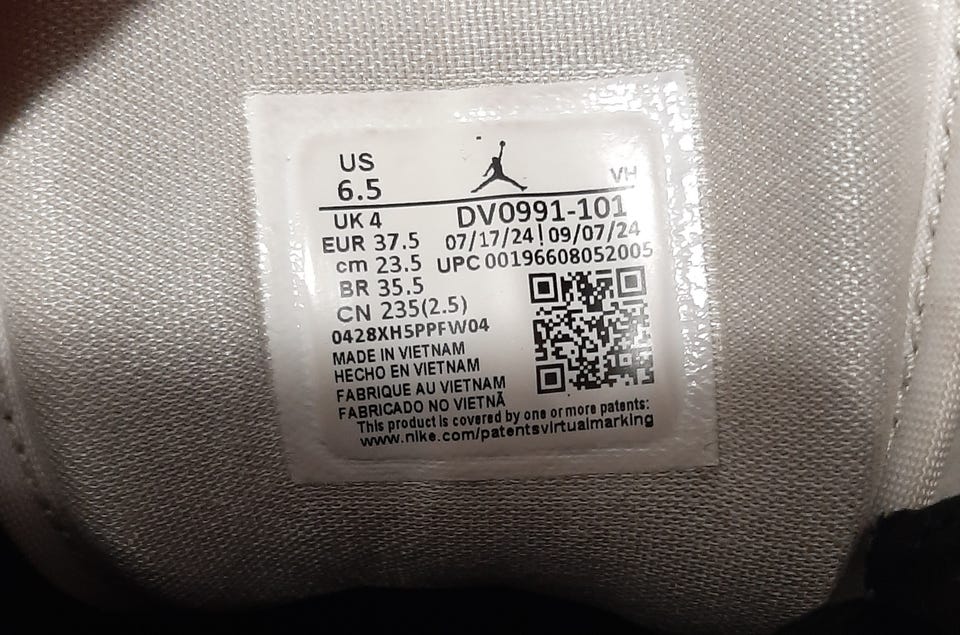 US
6.5
VH
UK 4
EUR 37.5
cm 23.5
BR 35.5
CN 235(2.5)
DV0991-101
07/17/24 | 09/07/24
UPC 00196608052005
0428XH5PPFW04
MADE IN VIETNAM
HECHO EN VIETNAM
FABRIQUE AU VIETNAM
FABRICADO NO VIETNÃ
This product is covered by one or more patents:
www.nike.com/patentsvirtualmarking